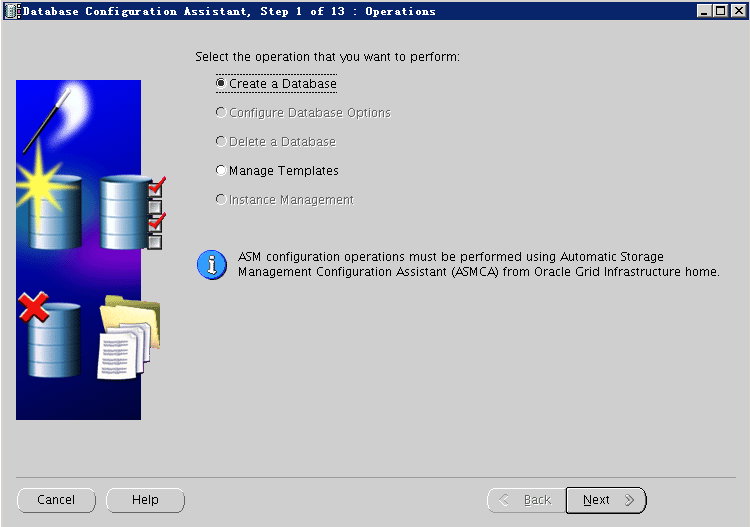 Database Configuration Assistant, Step 1 of 13 : Operations
Select the operation that you want to perform:
Create a Database
Configure Database Options
Delete a Database
Manage Templates
Instance Management
ASM configuration operations must be performed using Automatic Storage
Management Configuration Assistant (ASMCA) from Oracle Grid Infrastructure home.
Cancel
Help
Back
Next